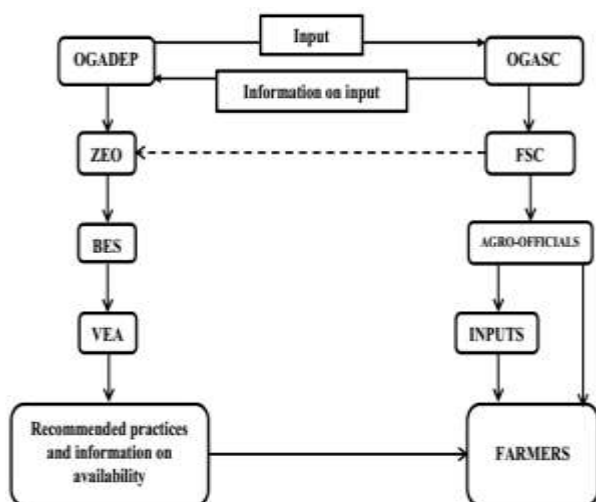 Input
OGADEP
OGASC
Information on input
ZEO
FSC
BES
AGRO-OFFICIALS
VEA
INPUTS
Recommended practices
and information on
availability
FARMERS